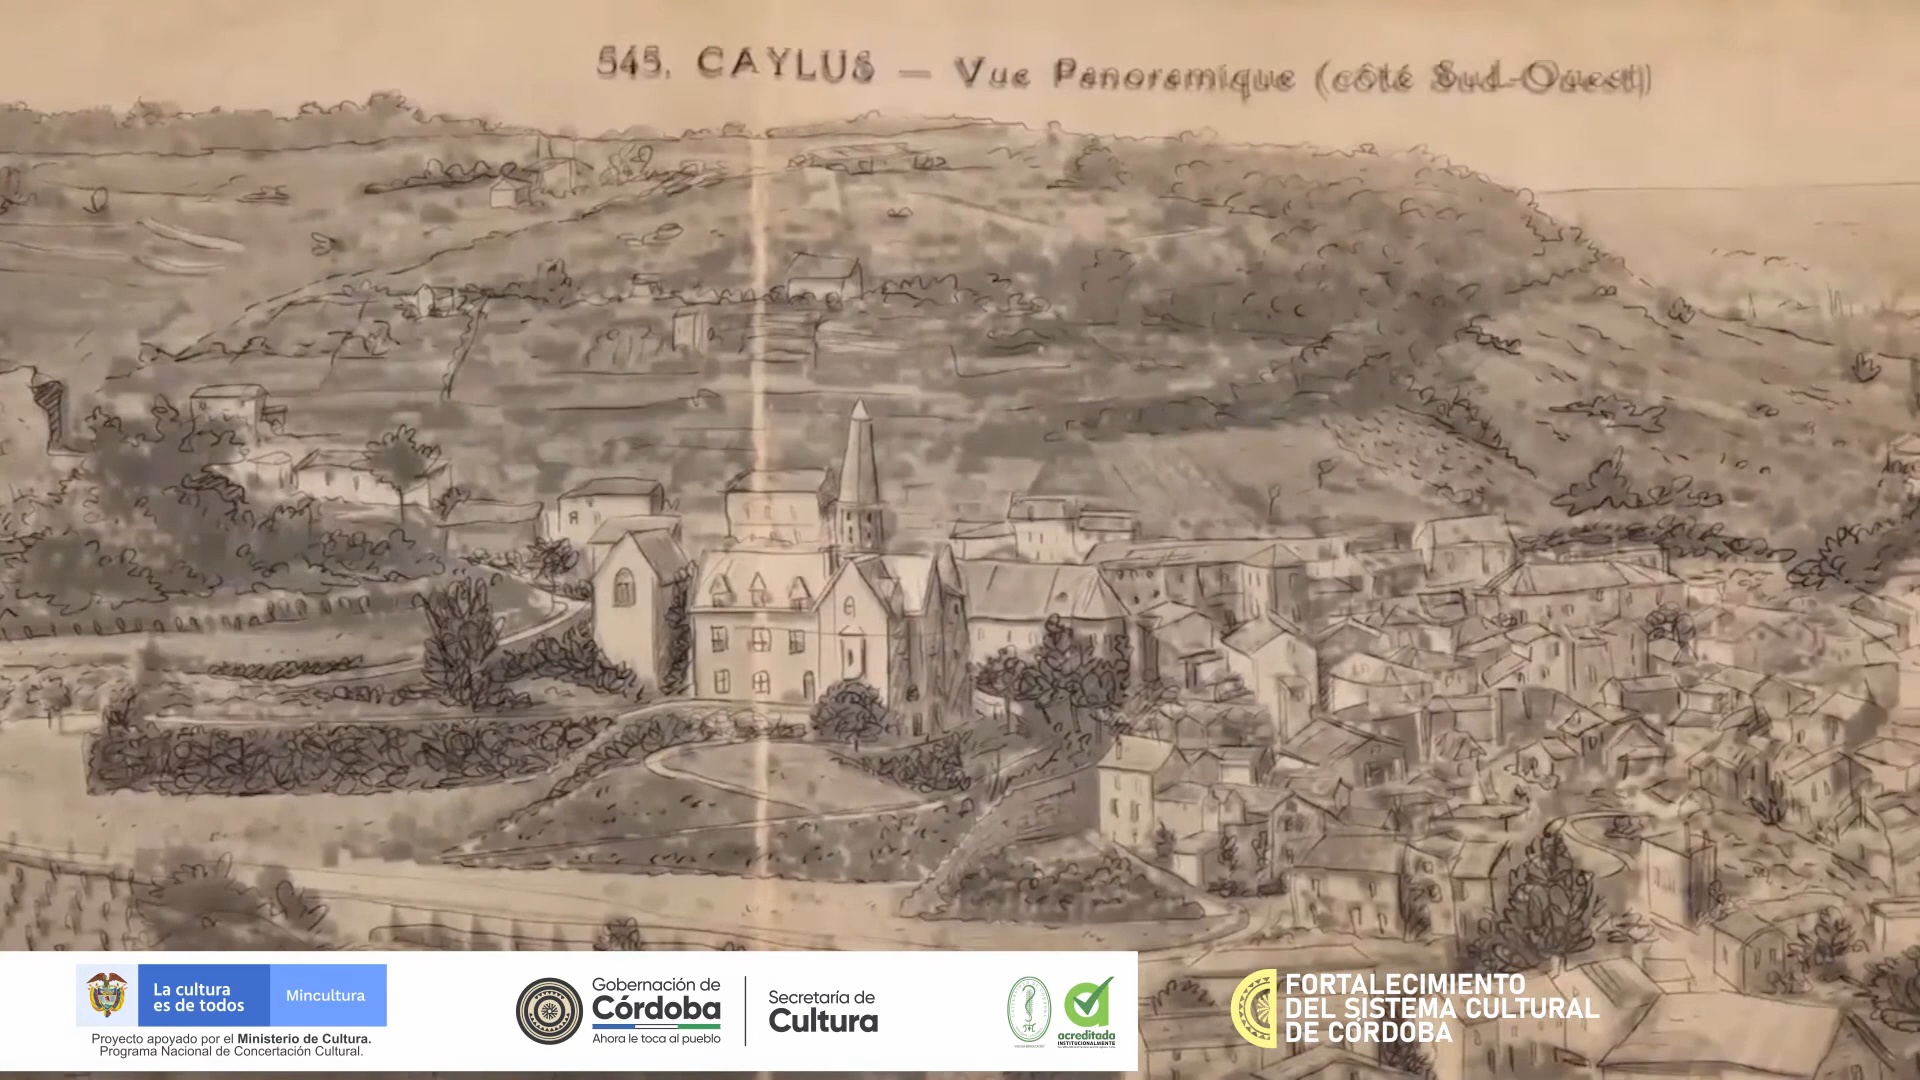 545. CAYLUS — Vue Panoramique (côté Sud-Ouest)
La cultura
es de todos
Mincultura
Proyecto apoyado por el Ministerio de Cultura.
Programa Nacional de Concertación Cultural.
Gobernación de
Córdoba
Ahora le toca al pueblo
Secretaría de
Cultura
acreditada
INSTITUCIONALMENTE
FORTALECIMIENTO
DEL SISTEMA CULTURAL
DE CÓRDOBA